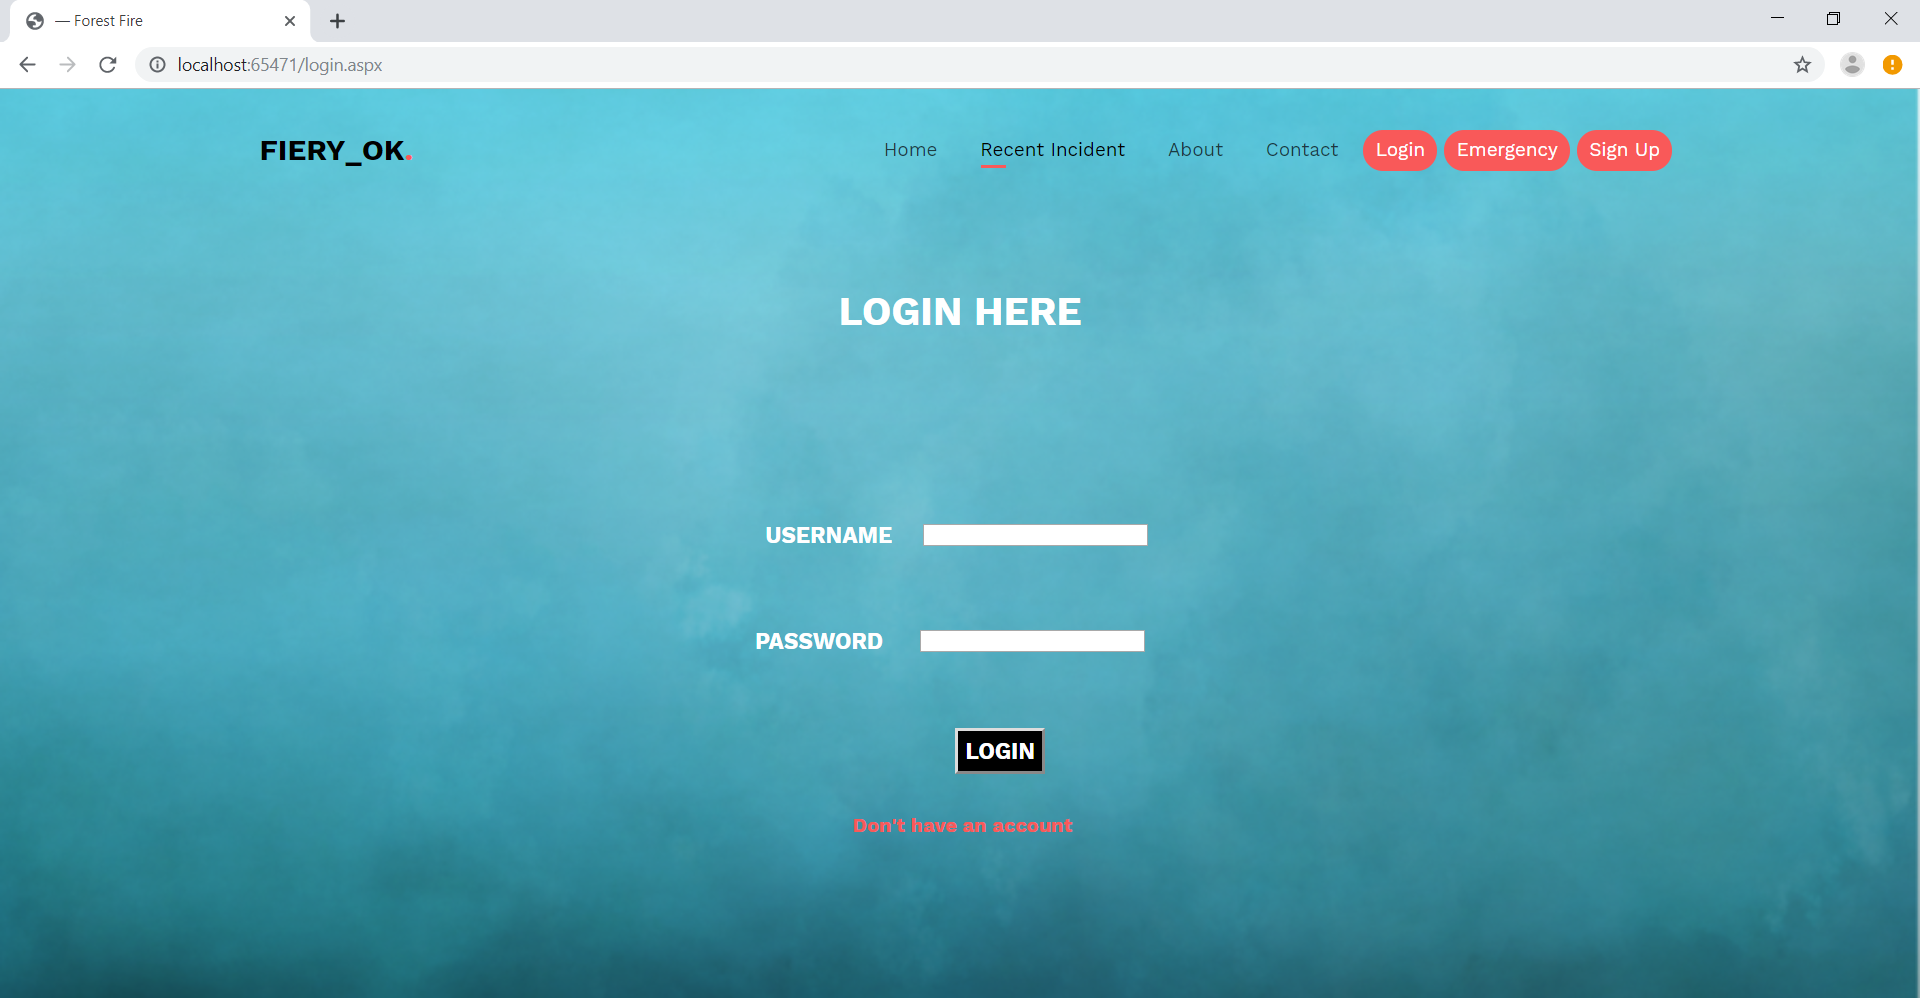 — Forest Fire
localhost:65471/login.aspx
FIERY_OK. Home Recent Incident About Contact Login Emergency Sign Up
LOGIN HERE
USERNAME
PASSWORD
LOGIN
Don't have an account